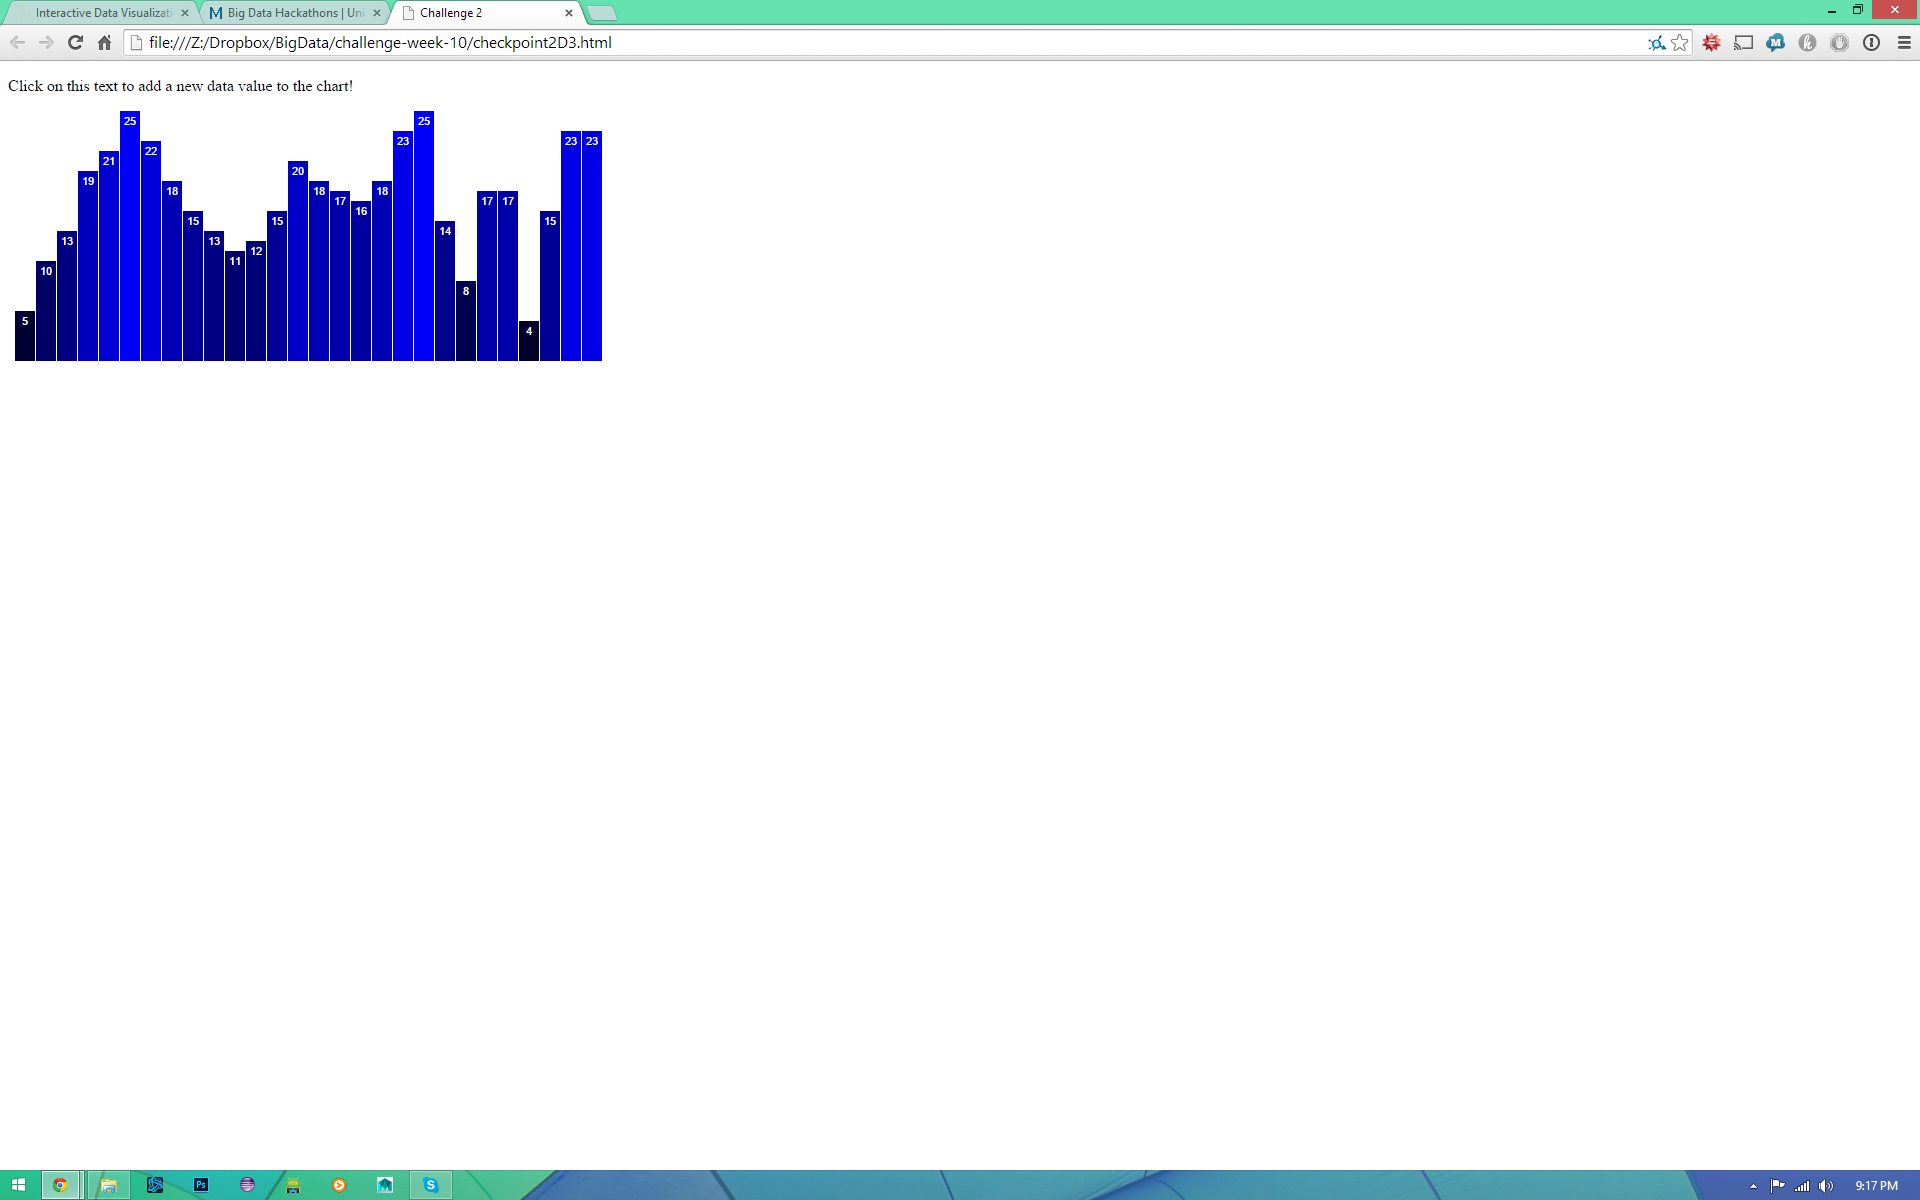 Interactive Data Visualizati
Big Data Hackathons | Uni
Challenge 2
file:///Z:/Dropbox/BigData/challenge-week-10/checkpoint2D3.html
Click on this text to add a new data value to the chart!
5 10 13 19 21 25 22 18 15 13 11 12 15 20 18 17 16 18 23 25 14 8 17 17 4 15 23 23
Ps
9:17 PM